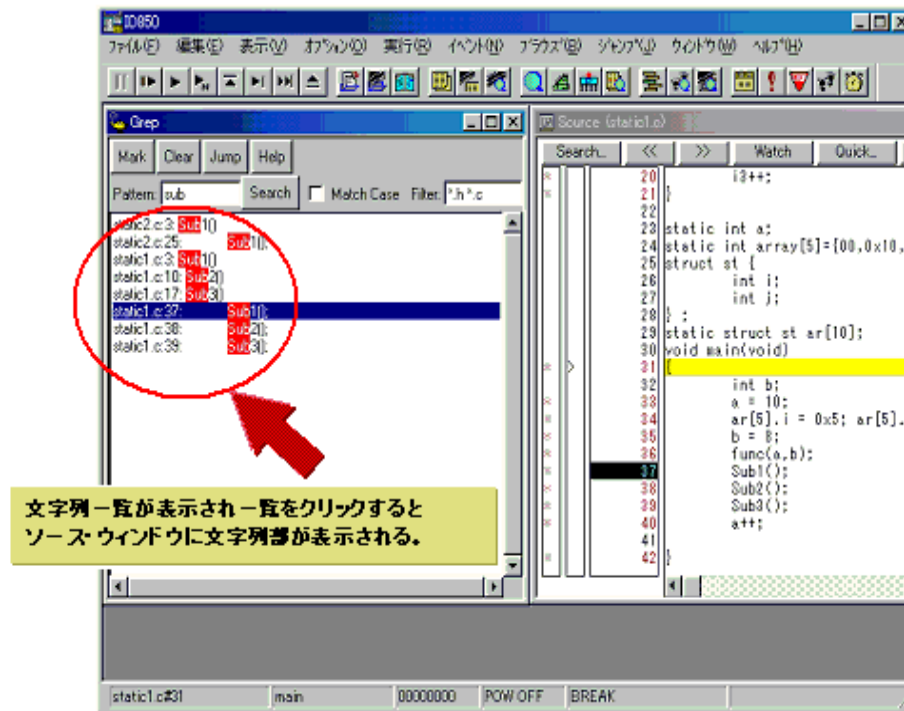 ID850
ファイル(F) 編集(E) 表示(V) オプション(O) 実行(R) イベント(N) ブラウズ(B) ジャンプ(J) ウィンドウ(W) ヘルプ(H)
Grep
Mark Clear Jump Help
Pattern: sub Search Match Case Filter: *.h *.c
static2.c:3: Sub1()
static2.c:25: Sub1();
static1.c:3: Sub1()
static1.c:10: Sub2()
static1.c:17: Sub3()
static1.c:37: Sub1();
static1.c:38: Sub2();
static1.c:39: Sub3();
文字列一覧が表示され一覧をクリックすると
ソース・ウィンドウに文字列部が表示される。
Source (static1.c)
Search... << >> Watch Quick...
20 i3++;
21 }
22
23 static int a;
24 static int array[5]={00,0x10,
25 struct st {
26 int i;
27 int j;
28 } ;
29 static struct st ar[10];
30 void main(void)
31 {
32 int b;
33 a = 10;
34 ar[5].i = 0x5; ar[5].
35 b = 8;
36 func(a,b);
37 Sub1();
38 Sub2();
39 Sub3();
40 a++;
41
42 }
static1.c#31 main 00000000 POW OFF BREAK